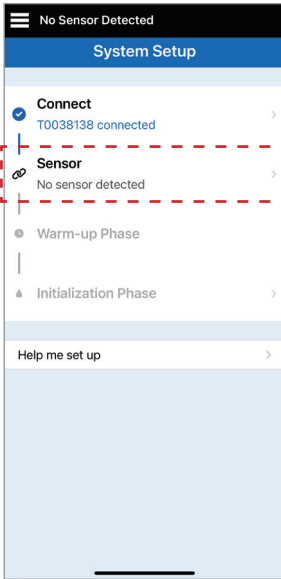 No Sensor Detected
System Setup
Connect
T0038138 connected
Sensor
No sensor detected
Warm-up Phase
Initialization Phase
Help me set up